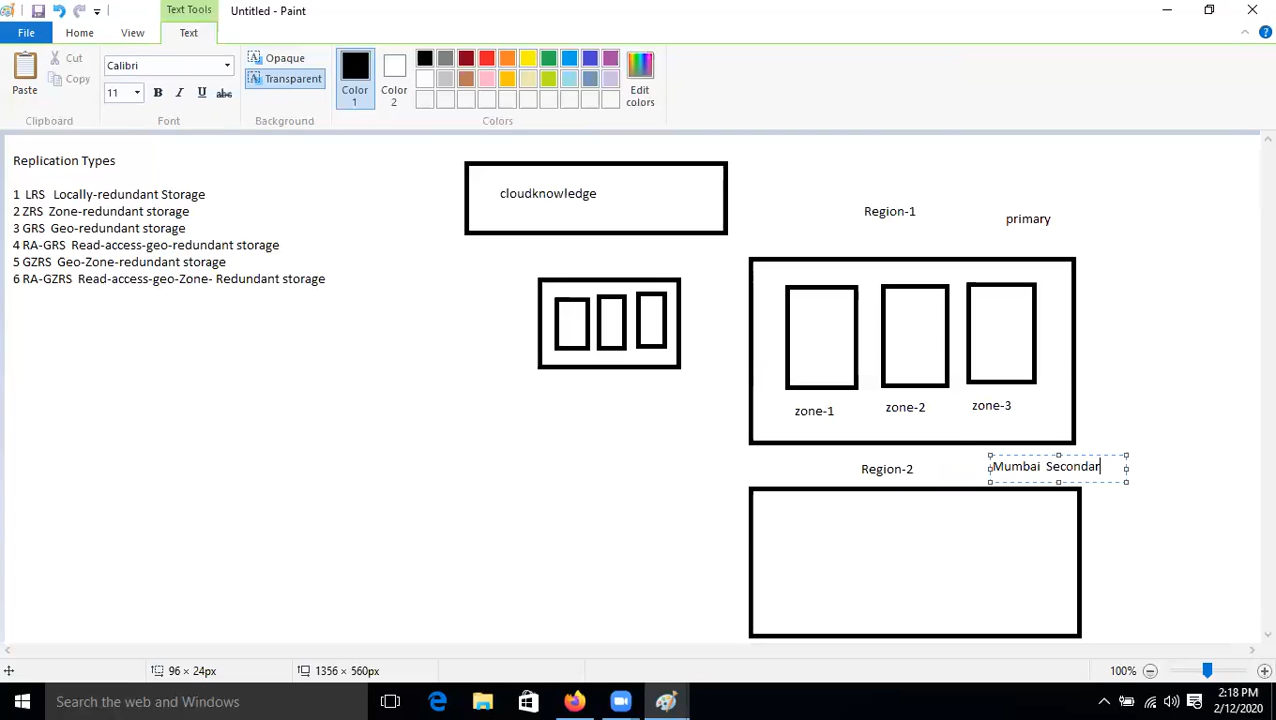 Text Tools
Untitled - Paint
File
Home
View
Text
Paste
Cut
Copy
Clipboard
Calibri
11
B I U abc
Font
Opaque
Transparent
Background
Color 1
Color 2
Colors
Edit colors
Replication Types
1 LRS Locally-redundant Storage
2 ZRS Zone-redundant storage
3 GRS Geo-redundant storage
4 RA-GRS Read-access-geo-redundant storage
5 GZRS Geo-Zone-redundant storage
6 RA-GZRS Read-access-geo-Zone- Redundant storage
cloudknowledge
Region-1
primary
zone-1
zone-2
zone-3
Region-2
Mumbai Secondar
96 × 24px
1356 × 560px
100%
Search the web and Windows
2:18 PM
2/12/2020